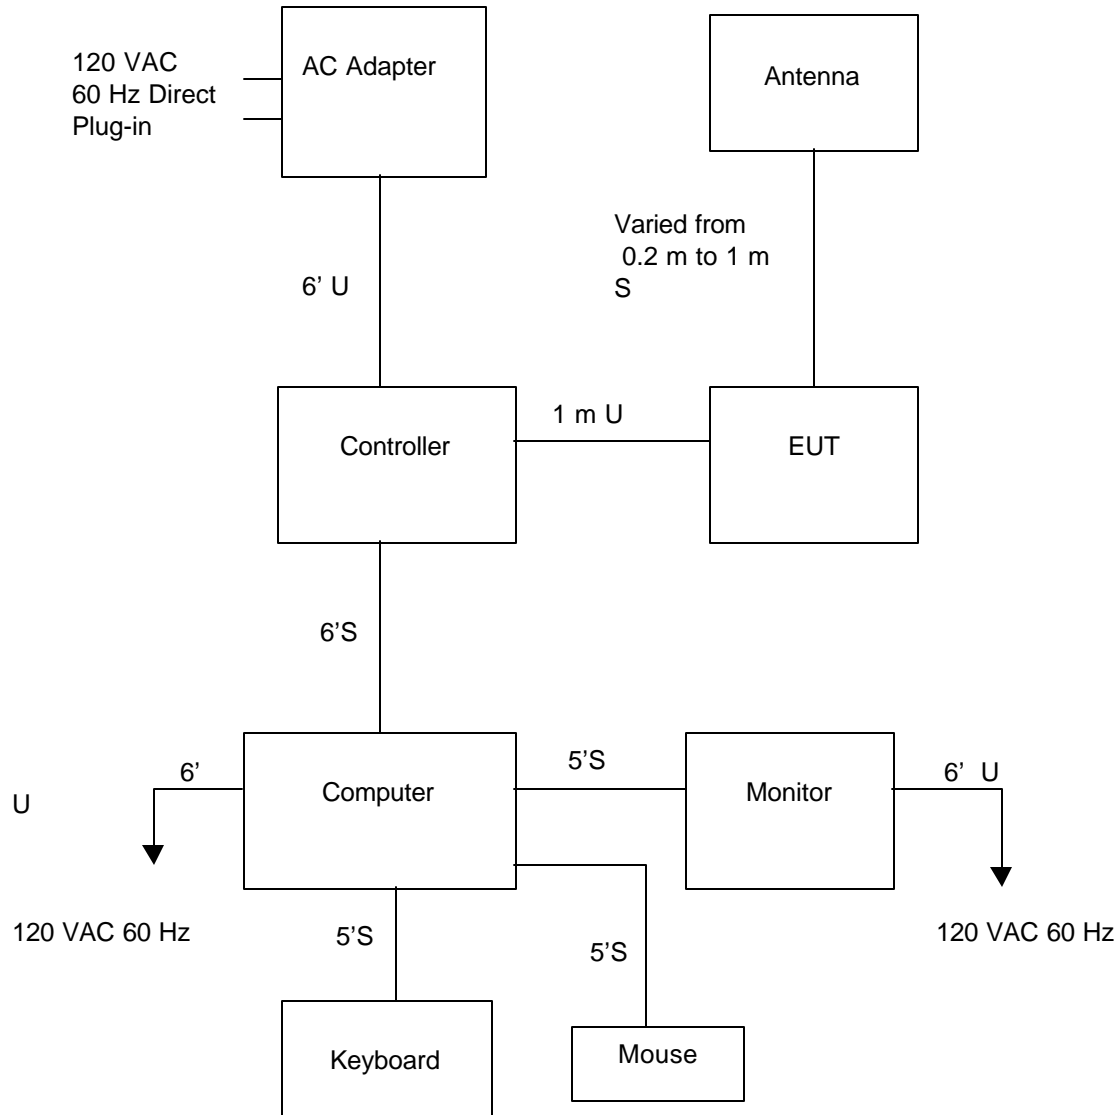 120 VAC
60 Hz Direct
Plug-in
AC Adapter
Antenna
Varied from
0.2 m to 1 m
S
6’ U
Controller
1 m U
EUT
6’S
6’
U
Computer
5’S
Monitor
6’ U
120 VAC 60 Hz
5’S
5’S
120 VAC 60 Hz
Keyboard
Mouse